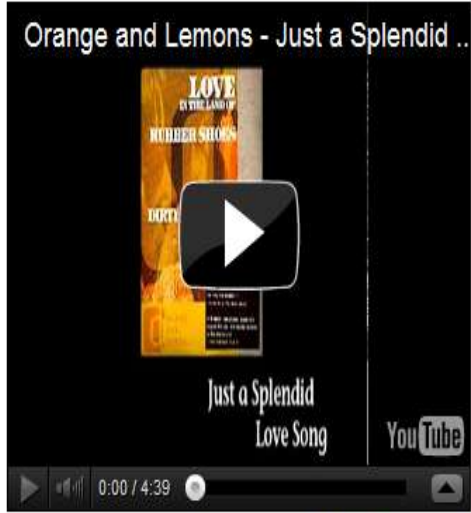 Orange and Lemons - Just a Splendid ...
LOVE
IN THE LAND OF
RUBBER SHOES
DIRTY
Just a Splendid
Love Song
YouTube
0:00 / 4:39